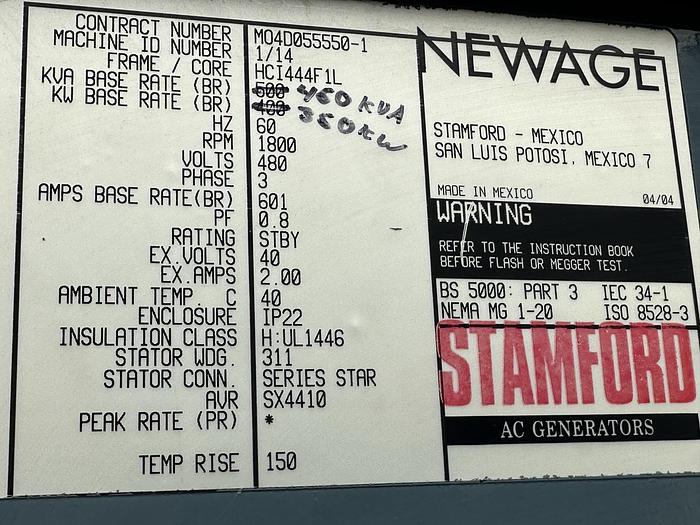 CONTRACT NUMBER M04D055550-1
MACHINE ID NUMBER 1/14
FRAME / CORE HCI444F1L
KVA BASE RATE (BR) 500 450 KVA
KW BASE RATE (BR) 400 350 KW
HZ 60
RPM 1800
VOLTS 480
PHASE 3
AMPS BASE RATE(BR) 601
PF 0.8
RATING STBY
EX.VOLTS 40
EX.AMPS 2.00
AMBIENT TEMP. C 40
ENCLOSURE IP22
INSULATION CLASS H:UL1446
STATOR WDG. 311
STATOR CONN. SERIES STAR
AVR SX4410
PEAK RATE (PR) *
TEMP RISE 150
NEWAGE
STAMFORD - MEXICO
SAN LUIS POTOSI, MEXICO 7
MADE IN MEXICO 04/04
WARNING
REFER TO THE INSTRUCTION BOOK
BEFORE FLASH OR MEGGER TEST.
BS 5000: PART 3 IEC 34-1
NEMA MG 1-20 ISO 8528-3
STAMFORD
AC GENERATORS